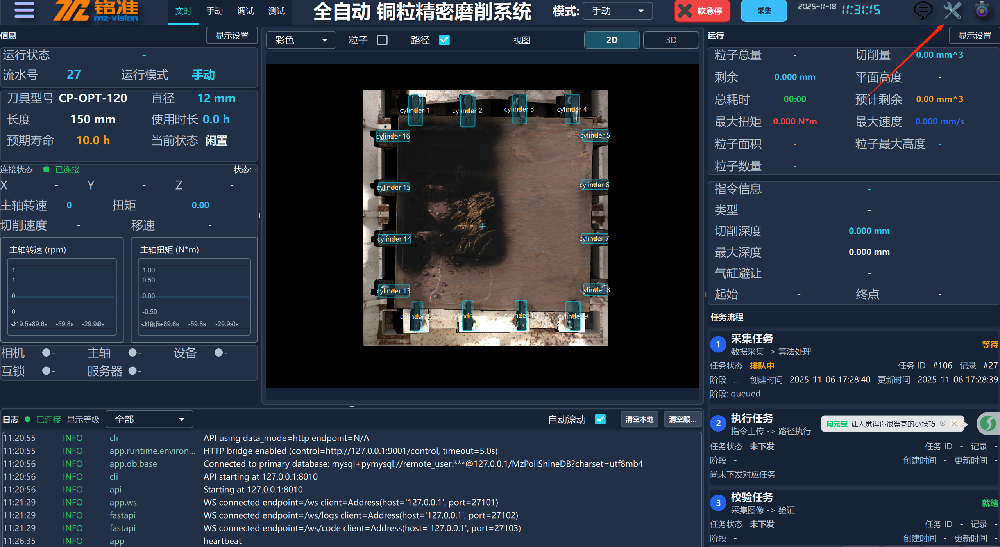 铭准
mz-vision
实时 手动 调试 测试
全自动 铜粒精密磨削系统
模式: 手动
软急停
采集
2025-11-18 11:31:15
信息
显示设置
运行状态 -
流水号 27 运行模式 手动
刀具型号 CP-OPT-120 直径 12 mm
长度 150 mm 使用时长 0.0 h
预期寿命 10.0 h 当前状态 闲置
连接状态 已连接 状态: -
X - Y - Z -
主轴转速 0 扭矩 0.00
切削速度 - 移速 -
主轴转速 (rpm)
1
1
0
0
-119.5s -89.6s -59.8s -29.9s 0s
主轴扭矩 (N*m)
1.00
0.50
0.00
-0.50
-1.00
-119.5s -89.6s -59.8s -29.9s 0s
相机 - 主轴 - 设备 -
互锁 - 服务器 -
彩色 粒子 路径 视图 2D 3D
cylinder 1 cylinder 2 cylinder 3 cylinder 4
cylinder 16 cylinder 5
cylinder 15 cylinder 6
cylinder 14 cylinder 7
cylinder 13 cylinder 8
cylinder 12 cylinder 11 cylinder 10 cylinder 9
运行
显示设置
粒子总量 - 切削量 0.00 mm^3
剩余 0.000 mm 平面高度 -
总耗时 00:00 预计剩余 0.00 mm^3
最大扭矩 0.000 N*m 最大速度 0.000 mm/s
粒子面积 - 粒子最大高度 -
粒子数量 -
指令信息 -
类型 -
切削深度 0.000 mm
最大深度 0.000 mm
气缸避让 -
起始 - 终点 -
任务流程
1 采集任务 等待
数据采集 -> 算法处理
任务状态 排队中 任务 ID #106 记录 #27
阶段 ... 创建时间 2025-11-06 17:28:40 更新时间 2025-11-06 17:28:39
阶段: queued
2 执行任务 等待
指令上传 -> 路径执行
问元宝 让人觉得你很漂亮的小技巧
任务状态 未下发 任务 ID - 记录 -
阶段 - 创建时间 - 更新时间 -
尚未下发对应任务
3 校验任务 就绪
采集图像 -> 验证
任务状态 未下发 任务 ID - 记录 -
阶段 - 创建时间 - 更新时间 -
日志 已连接 显示等级 全部 自动滚动 清空本地 清空服...
11:20:55 INFO cli API using data_mode=http endpoint=N/A
11:20:55 INFO app.runtime.environ... HTTP bridge enabled (control=http://127.0.0.1:9001/control, timeout=5.0s)
11:20:56 INFO app.db.base Connected to primary database: mysql+pymysql://remote_user:***@127.0.0.1/MzPoliShineDB?charset=utf8mb4
11:20:56 INFO cli API starting at 127.0.0.1:8010
11:20:56 INFO api Starting at 127.0.0.1:8010
11:21:29 INFO app.ws WS connected endpoint=/ws client=Address(host='127.0.0.1', port=27101)
11:21:29 INFO fastapi WS connected endpoint=/ws/logs client=Address(host='127.0.0.1', port=27102)
11:21:29 INFO fastapi WS connected endpoint=/ws/code client=Address(host='127.0.0.1', port=27103)
11:26:35 INFO app heartbeat